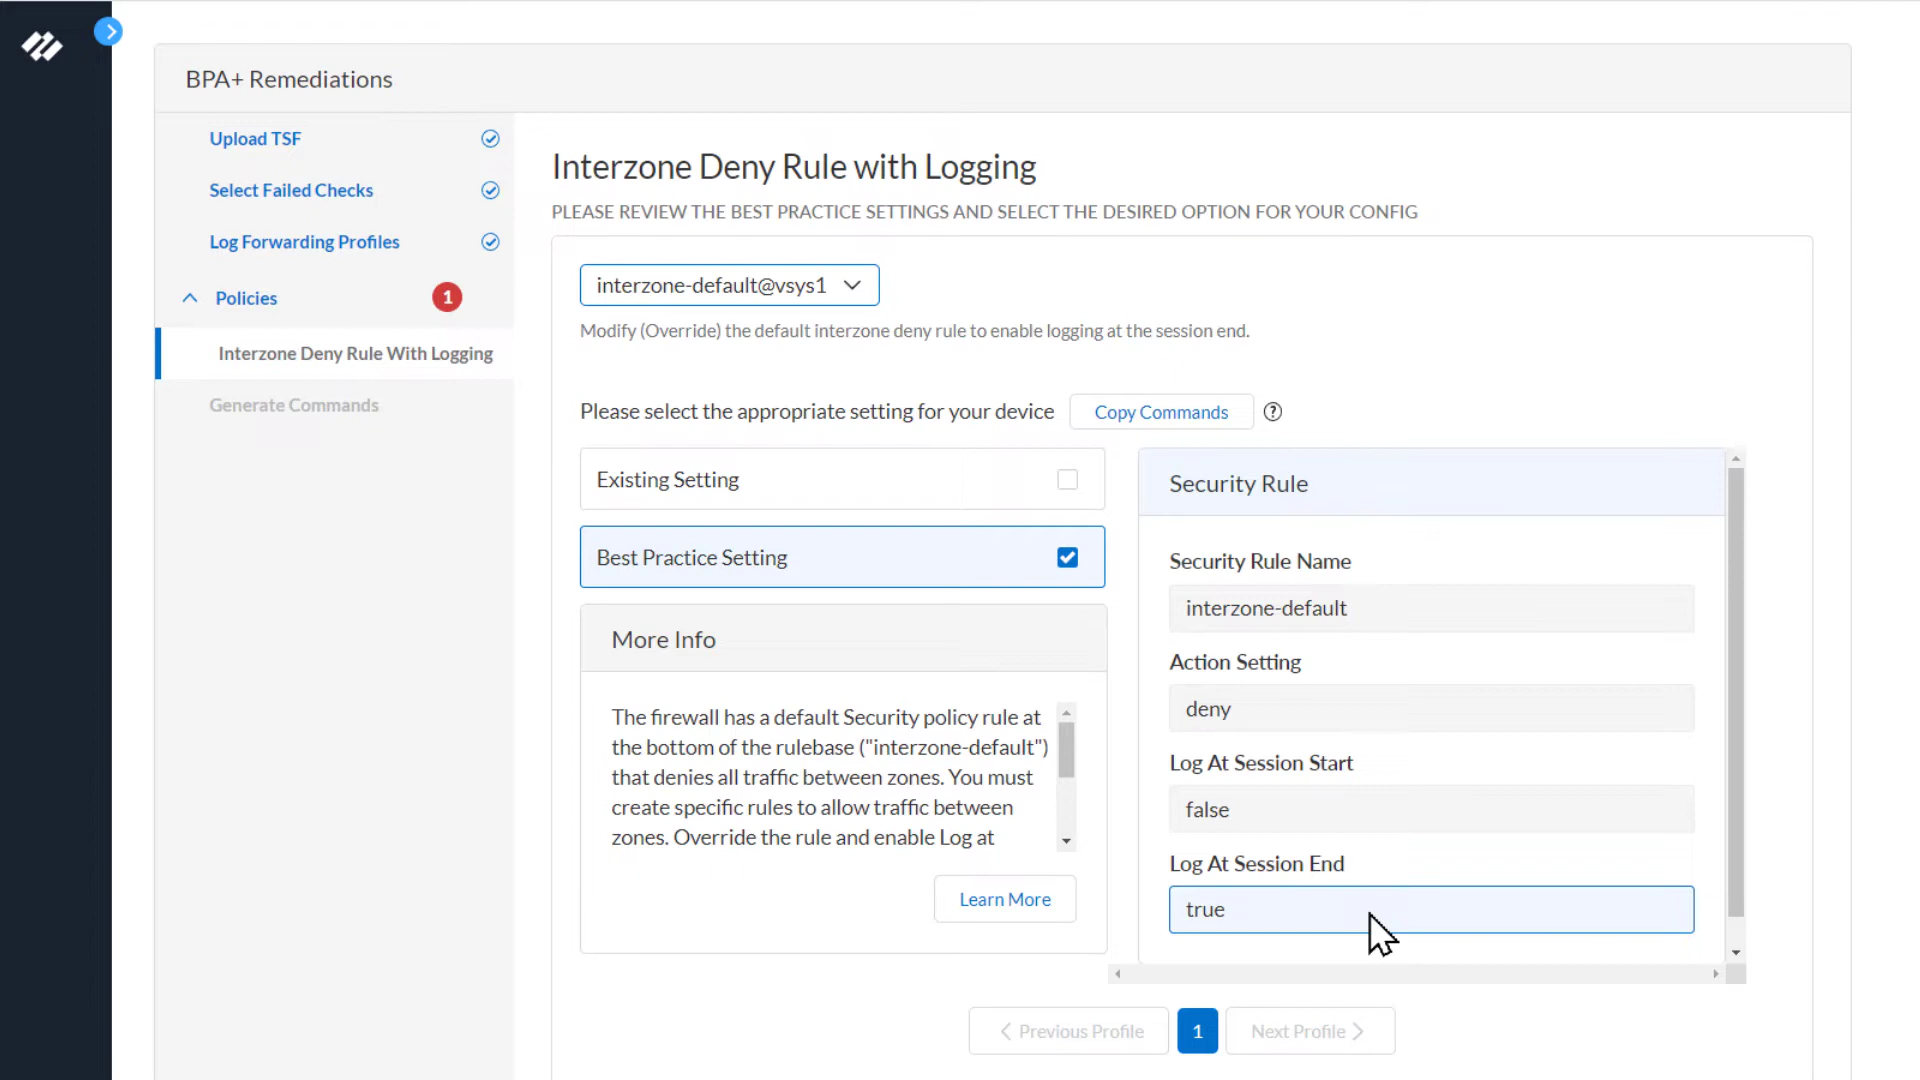 BPA+ Remediations
Upload TSF
Select Failed Checks
Log Forwarding Profiles
Policies
1
Interzone Deny Rule With Logging
Generate Commands
Interzone Deny Rule with Logging
PLEASE REVIEW THE BEST PRACTICE SETTINGS AND SELECT THE DESIRED OPTION FOR YOUR CONFIG
interzone-default@vsys1
Modify (Override) the default interzone deny rule to enable logging at the session end.
Please select the appropriate setting for your device
Copy Commands
?
Existing Setting
Best Practice Setting
More Info
The firewall has a default Security policy rule at
the bottom of the rulebase ("interzone-default")
that denies all traffic between zones. You must
create specific rules to allow traffic between
zones. Override the rule and enable Log at
Learn More
Security Rule
Security Rule Name
interzone-default
Action Setting
deny
Log At Session Start
false
Log At Session End
true
Previous Profile
1
Next Profile